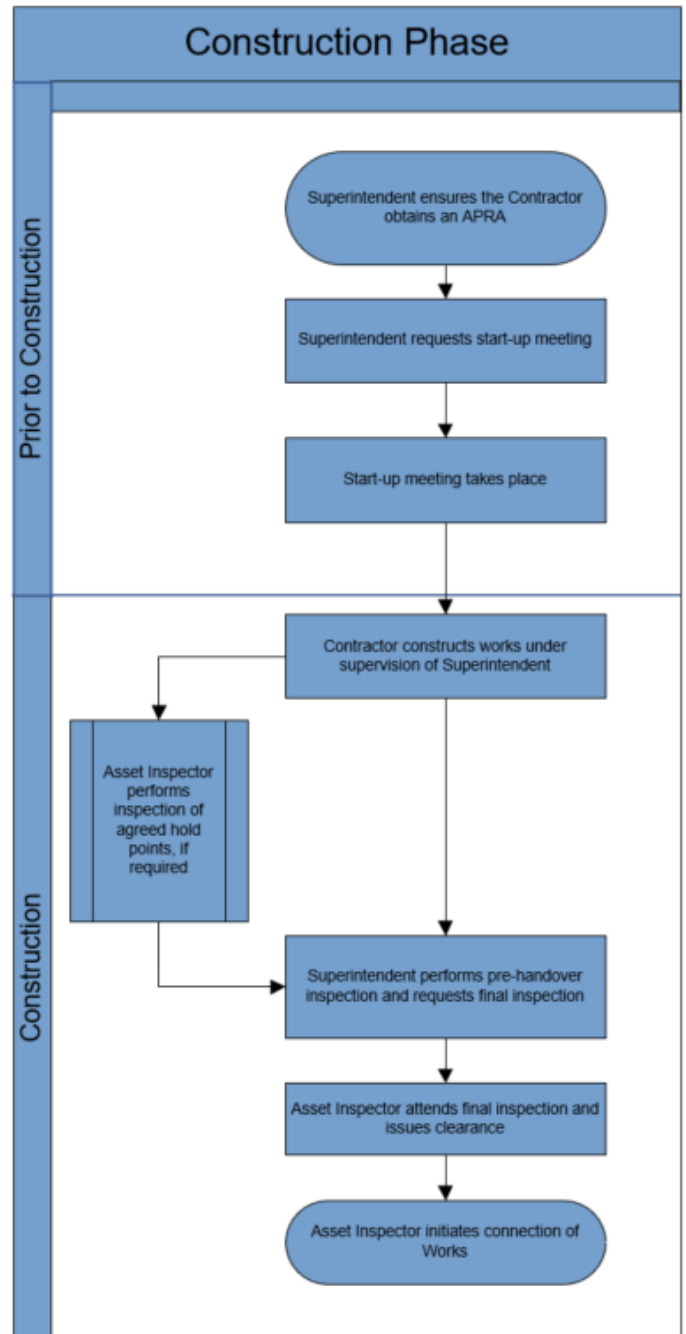 Construction Phase
Prior to Construction
Superintendent ensures the Contractor
obtains an APRA
Superintendent requests start-up meeting
Start-up meeting takes place
Construction
Contractor constructs works under
supervision of Superintendent
Asset Inspector
performs
inspection of
agreed hold
points, if
required
Superintendent performs pre-handover
inspection and requests final inspection
Asset Inspector attends final inspection and
issues clearance
Asset Inspector initiates connection of
Works